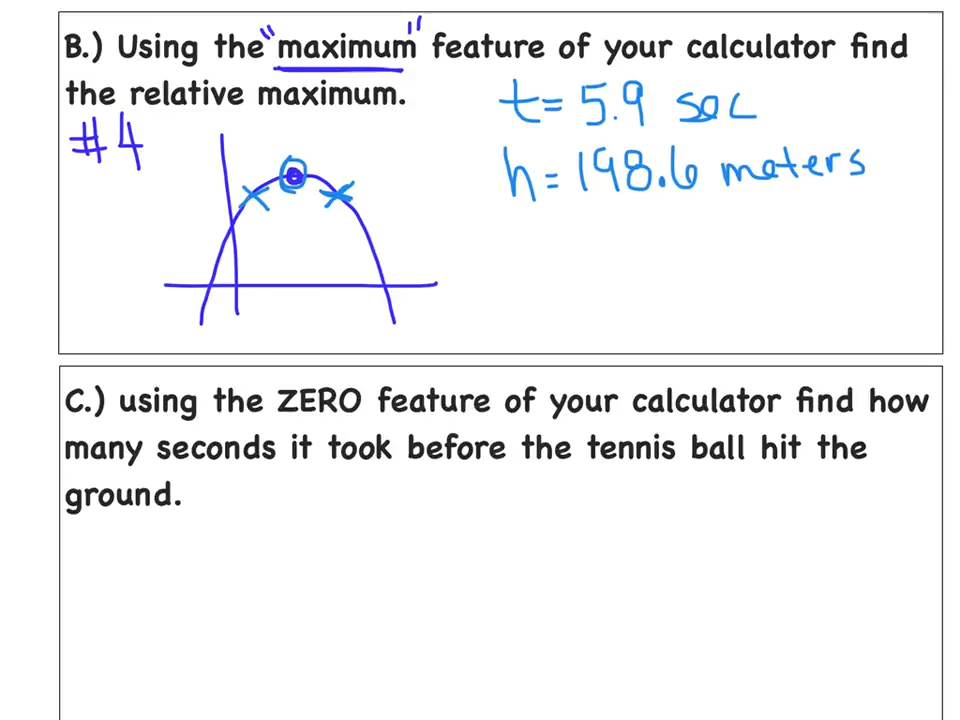 B.) Using the "maximum" feature of your calculator find
the relative maximum.
t = 5.9 sec
#4
h = 198.6 meters
C.) using the ZERO feature of your calculator find how
many seconds it took before the tennis ball hit the
ground.